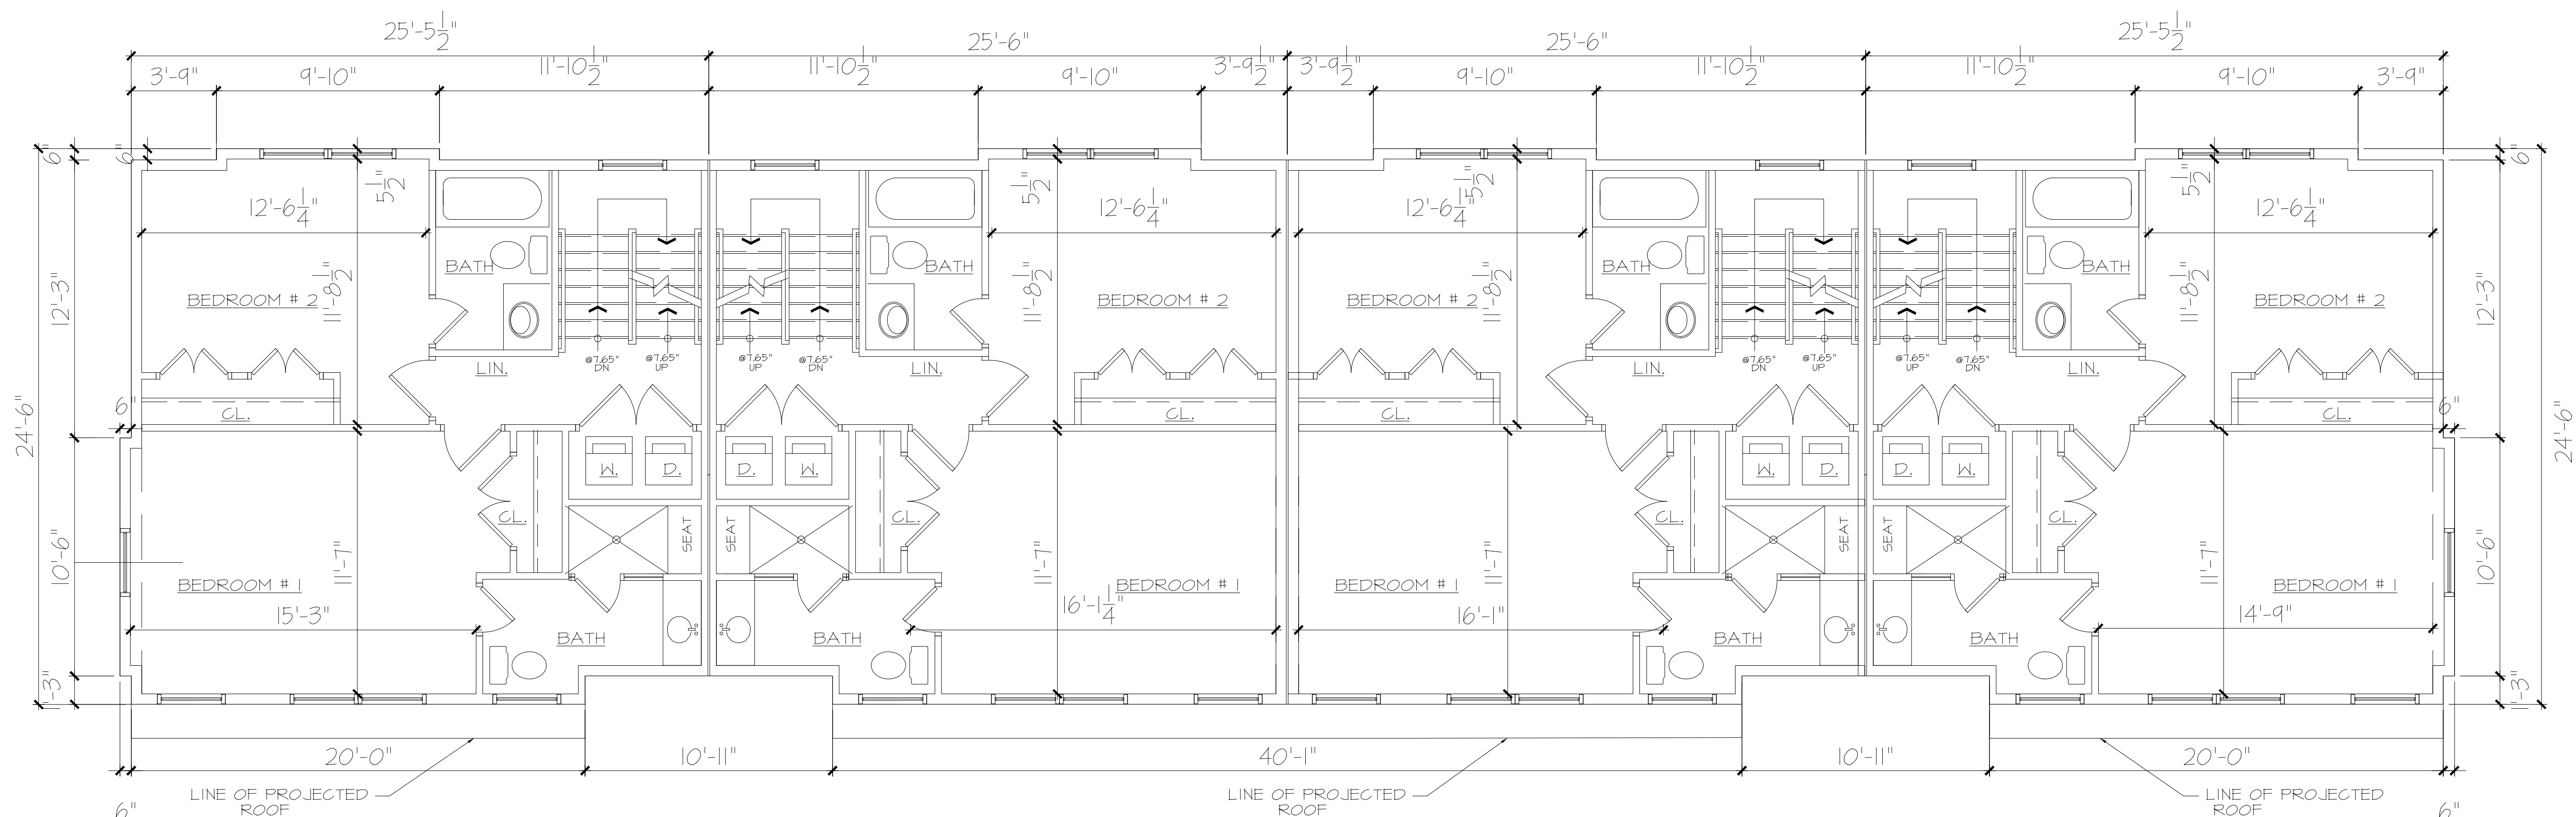 25'-5 1/2" 25'-6" 25'-6" 25'-5 1/2"
3'-9" 9'-10" 11'-10 1/2" 11'-10 1/2" 9'-10" 3'-9 1/2" 3'-9 1/2" 9'-10" 11'-10 1/2" 11'-10 1/2" 9'-10" 3'-9"
6" 6" 5 1/2" 5 1/2" 5 1/2" 5 1/2" 6"
12'-6 1/4" 12'-6 1/4" 12'-6 1/4" 12'-6 1/4"
BATH BATH BATH BATH
12'-3" 11'-8 1/2" 11'-8 1/2" 11'-8 1/2" 11'-8 1/2" 12'-3"
BEDROOM # 2 BEDROOM # 2 BEDROOM # 2 BEDROOM # 2
@7.65" @7.65" @7.65" @7.65" @7.65" @7.65" @7.65" @7.65"
DN UP UP DN DN UP UP DN
LIN. LIN. LIN. LIN.
24'-6" 24'-6"
6" CL. CL. CL. CL. 6"
W. D. D. W. W. D. D. W.
CL. CL. CL. CL.
SEAT SEAT SEAT SEAT
10'-6" 11'-7" 11'-7" 11'-7" 11'-7" 10'-6"
BEDROOM # 1 BEDROOM # 1 BEDROOM # 1 BEDROOM # 1
15'-3" 16'-1 1/4" 16'-1" 14'-9"
BATH BATH BATH BATH
1'-3" 1'-3"
20'-0" 10'-11" 40'-1" 10'-11" 20'-0"
LINE OF PROJECTED
ROOF
LINE OF PROJECTED
ROOF
LINE OF PROJECTED
ROOF
6" 6"